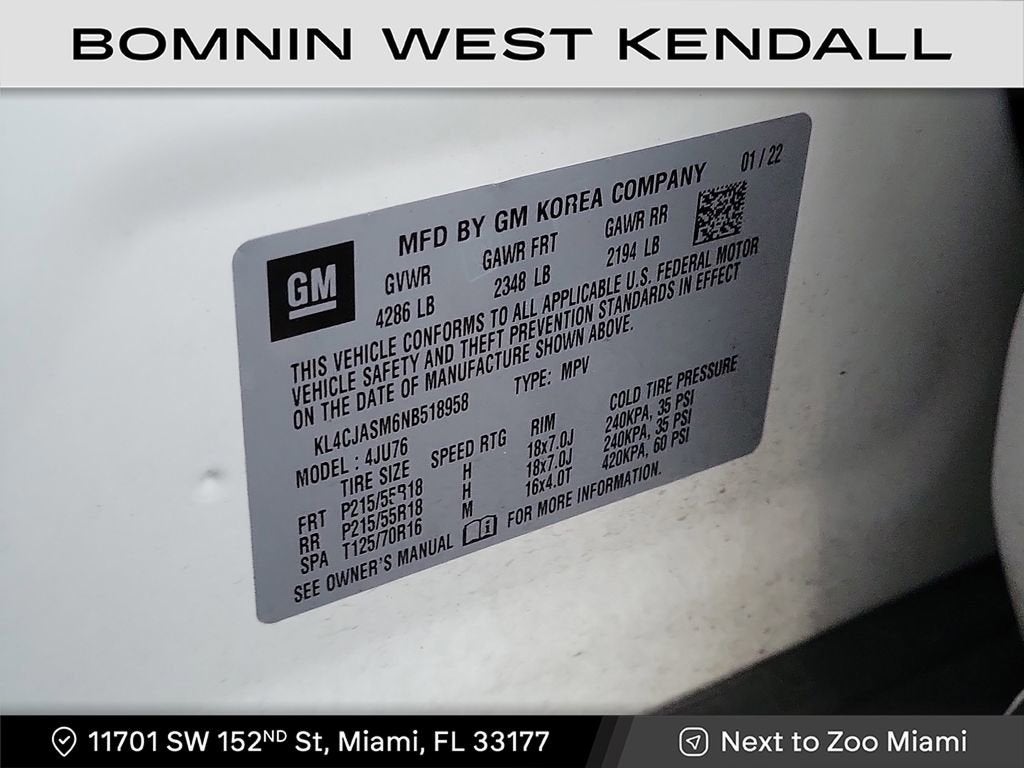 BOMNIN WEST KENDALL
MFD BY GM KOREA COMPANY 01 / 22
GM
GVWR GAWR FRT GAWR RR
4286 LB 2348 LB 2194 LB
THIS VEHICLE CONFORMS TO ALL APPLICABLE U.S. FEDERAL MOTOR
VEHICLE SAFETY AND THEFT PREVENTION STANDARDS IN EFFECT
ON THE DATE OF MANUFACTURE SHOWN ABOVE.
KL4CJASM6NB518958 TYPE: MPV
MODEL : 4JU76
TIRE SIZE SPEED RTG RIM COLD TIRE PRESSURE
FRT P215/55R18 H 18x7.0J 240KPA, 35 PSI
RR P215/55R18 H 18x7.0J 240KPA, 35 PSI
SPA T125/70R16 M 16x4.0T 420KPA, 60 PSI
SEE OWNER'S MANUAL FOR MORE INFORMATION.
11701 SW 152ND St, Miami, FL 33177 Next to Zoo Miami